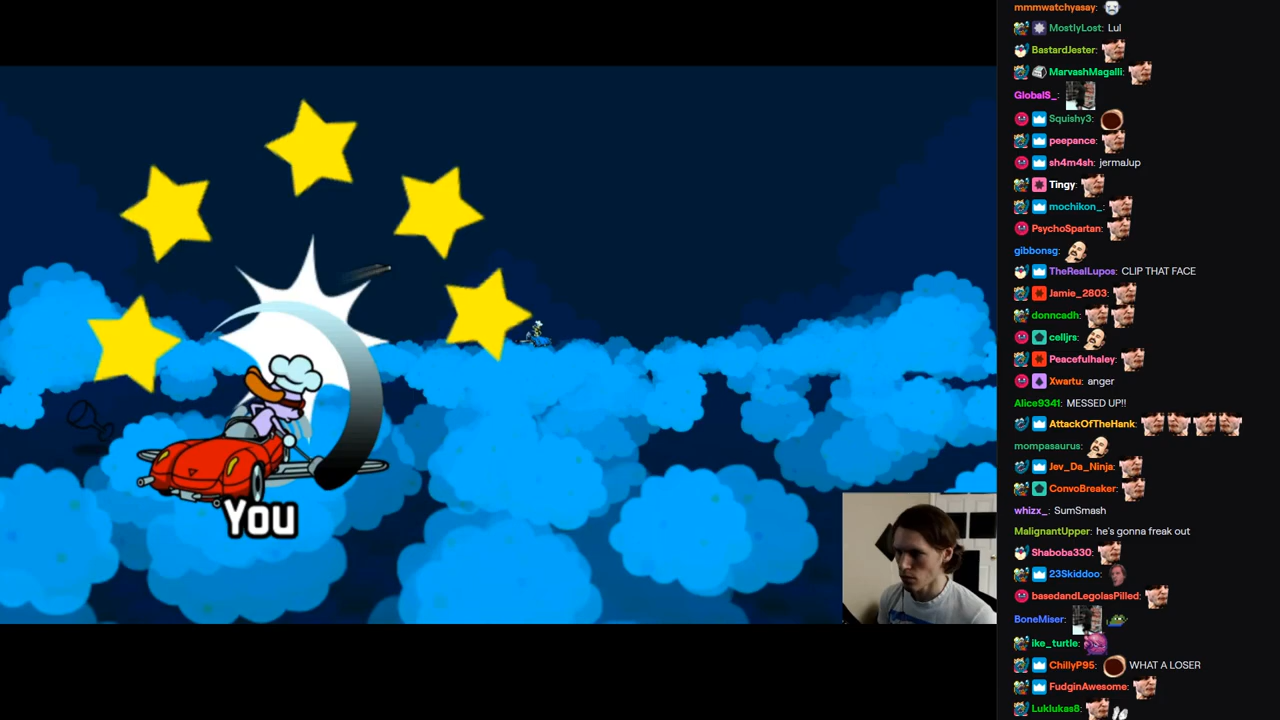 mmmwatchyasay:
MostlyLost: Lul
BastardJester:
MarvashMagalli:
GlobalS_:
Squishy3:
peepance:
sh4m4sh: jermaJup
Tingy:
mochikon_:
PsychoSpartan:
gibbonsg:
TheRealLupos: CLIP THAT FACE
Jamie_2803:
donncadh:
celljrs:
Peacefulhaley:
Xwartu: anger
Alice9341: MESSED UP!!
AttackOfTheHank:
mompasaurus:
Jev_Da_Ninja:
ConvoBreaker:
whizx_: SumSmash
MalignantUpper: he's gonna freak out
Shaboba330:
23Skiddoo:
basedandLegolasPilled:
BoneMiser:
ike_turtle:
ChillyP95: WHAT A LOSER
FudginAwesome:
Luklukas8:
YOU